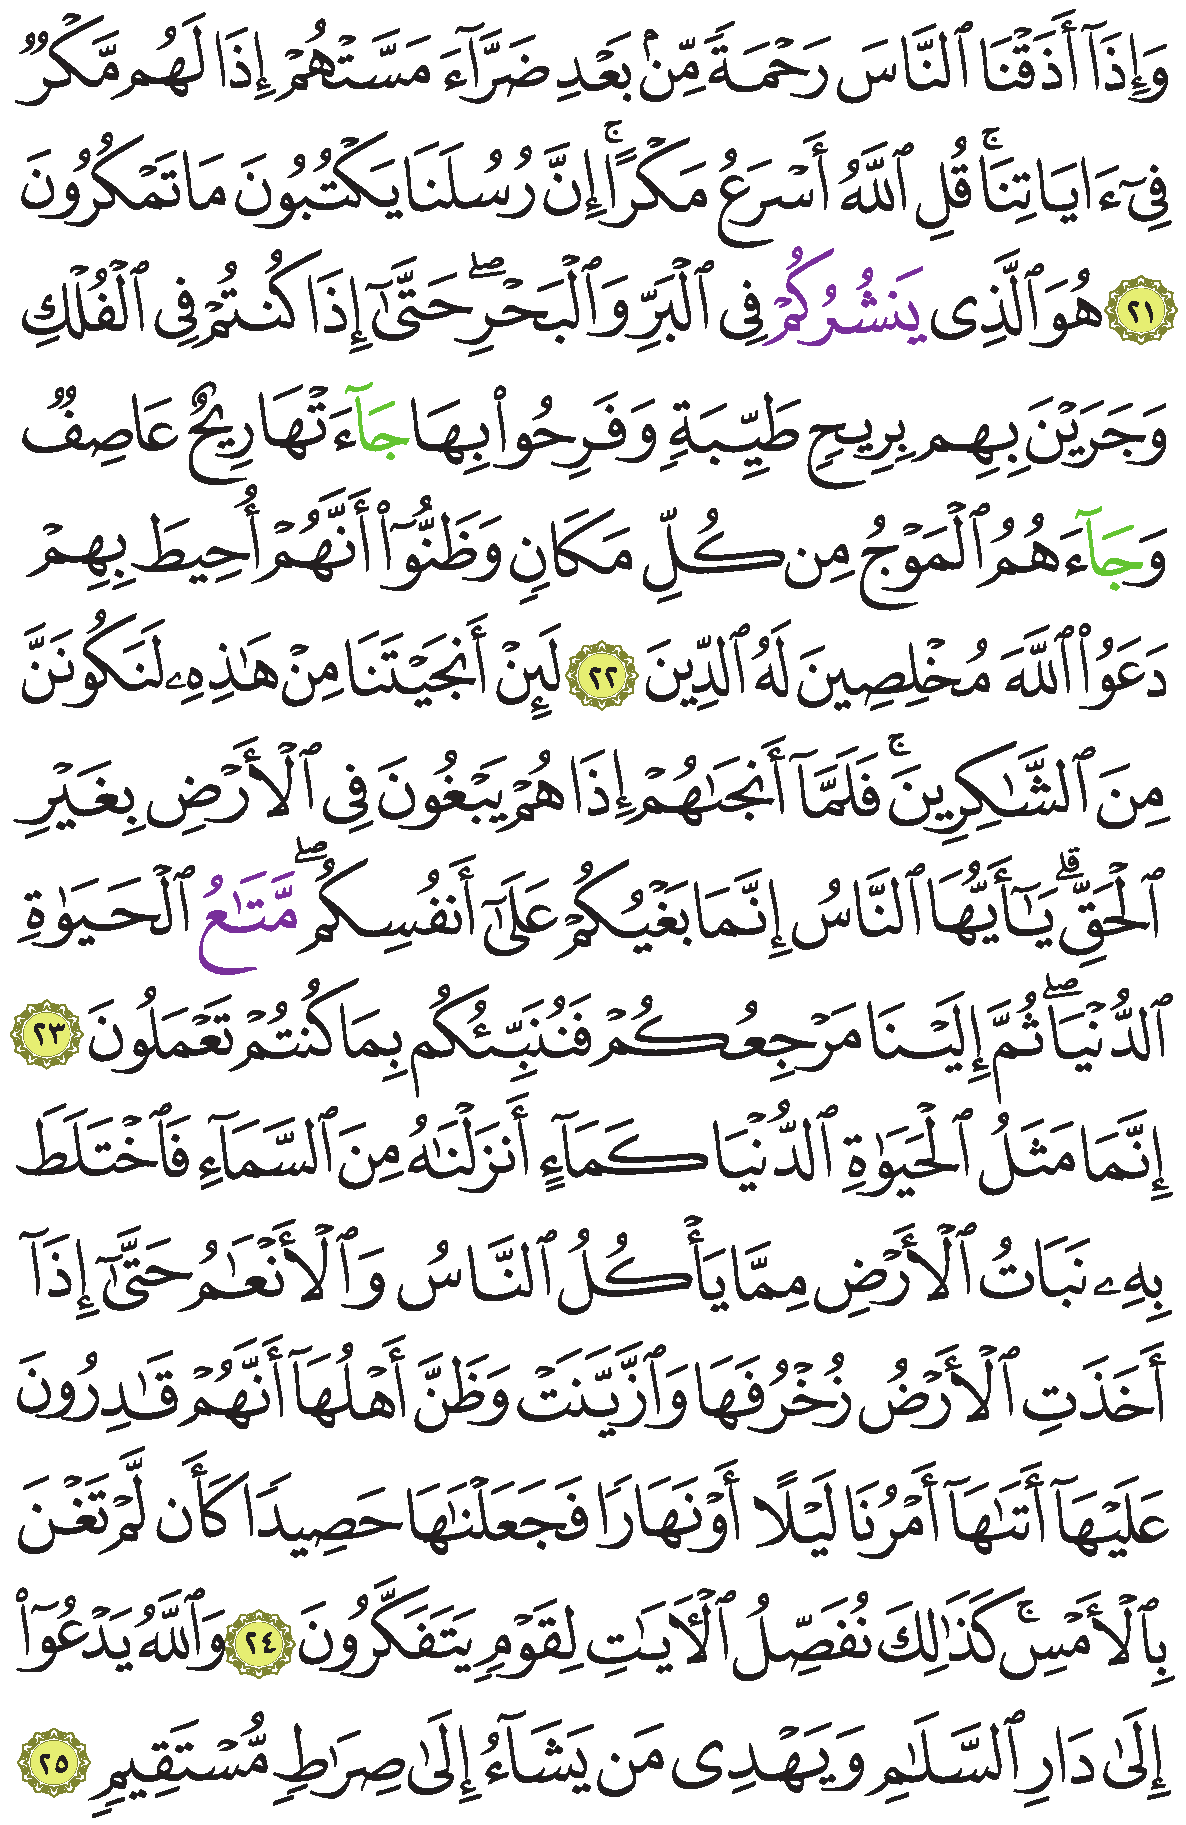 وَإِذَآ أَذَقْنَا ٱلنَّاسَ رَحْمَةً مِّنۢ بَعْدِ ضَرَّآءَ مَسَّتْهُمْ إِذَا لَهُم مَّكْرٌ
فِىٓ ءَايَاتِنَاۚ قُلِ ٱللَّهُ أَسْرَعُ مَكْرًاۚ إِنَّ رُسُلَنَا يَكْتُبُونَ مَا تَمْكُرُونَ
٢١ هُوَ ٱلَّذِى يَنشُرُكُمْ فِى ٱلْبَرِّ وَٱلْبَحْرِۖ حَتَّىٰٓ إِذَا كُنتُمْ فِى ٱلْفُلْكِ
وَجَرَيْنَ بِهِم بِرِيحٍ طَيِّبَةٍ وَفَرِحُوا۟ بِهَا جَآءَتْهَا رِيحٌ عَاصِفٌ
وَجَآءَهُمُ ٱلْمَوْجُ مِن كُلِّ مَكَانٍ وَظَنُّوٓا۟ أَنَّهُمْ أُحِيطَ بِهِمْ
دَعَوُا۟ ٱللَّهَ مُخْلِصِينَ لَهُ ٱلدِّينَ ٢٢ لَئِنْ أَنجَيْتَنَا مِنْ هَٰذِهِۦ لَنَكُونَنَّ
مِنَ ٱلشَّٰكِرِينَۚ فَلَمَّآ أَنجَىٰهُمْ إِذَا هُمْ يَبْغُونَ فِى ٱلْأَرْضِ بِغَيْرِ
ٱلْحَقِّۗ يَٰٓأَيُّهَا ٱلنَّاسُ إِنَّمَا بَغْيُكُمْ عَلَىٰٓ أَنفُسِكُمۖ مَّتَٰعُ ٱلْحَيَوٰةِ
ٱلدُّنْيَاۖ ثُمَّ إِلَيْنَا مَرْجِعُكُمْ فَنُنَبِّئُكُم بِمَا كُنتُمْ تَعْمَلُونَ ٢٣
إِنَّمَا مَثَلُ ٱلْحَيَوٰةِ ٱلدُّنْيَا كَمَآءٍ أَنزَلْنَٰهُ مِنَ ٱلسَّمَآءِ فَٱخْتَلَطَ
بِهِۦ نَبَاتُ ٱلْأَرْضِ مِمَّا يَأْكُلُ ٱلنَّاسُ وَٱلْأَنْعَٰمُ حَتَّىٰٓ إِذَآ
أَخَذَتِ ٱلْأَرْضُ زُخْرُفَهَا وَٱزَّيَّنَتْ وَظَنَّ أَهْلُهَآ أَنَّهُمْ قَٰدِرُونَ
عَلَيْهَآ أَتَىٰهَآ أَمْرُنَا لَيْلًا أَوْ نَهَارًا فَجَعَلْنَٰهَا حَصِيدًا كَأَن لَّمْ تَغْنَ
بِٱلْأَمْسِۚ كَذَٰلِكَ نُفَصِّلُ ٱلْـَٔايَٰتِ لِقَوْمٍ يَتَفَكَّرُونَ ٢٤ وَٱللَّهُ يَدْعُوٓا۟
إِلَىٰ دَارِ ٱلسَّلَٰمِ وَيَهْدِى مَن يَشَآءُ إِلَىٰ صِرَٰطٍ مُّسْتَقِيمٍ ٢٥